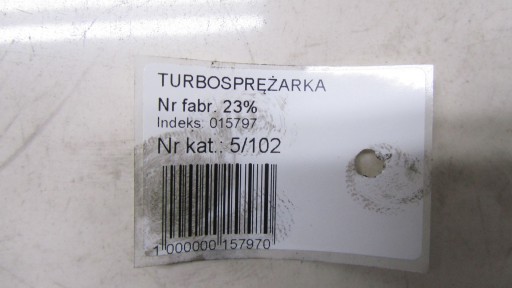 TURBOSPRĘŻARKA
Nr fabr. 23%
Indeks: 015797
Nr kat.: 5/102
1 000000 157970